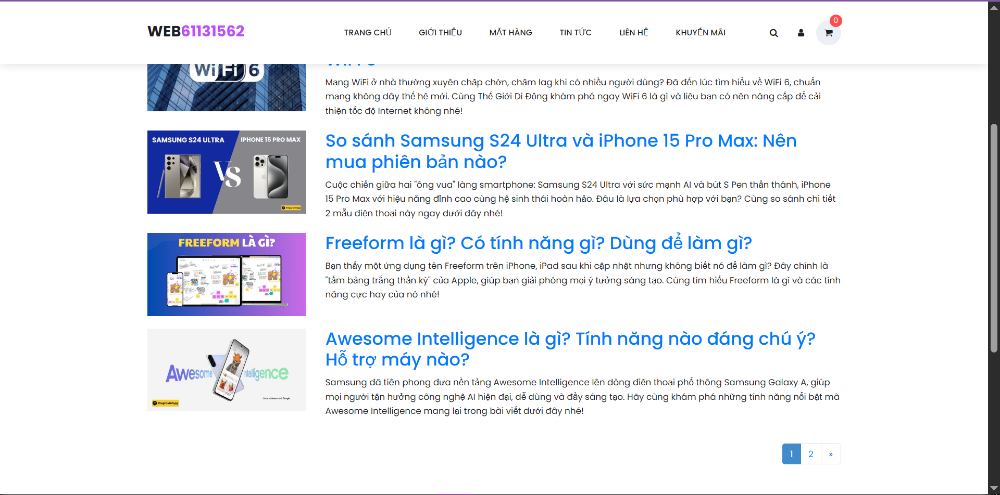 WEB61131562
TRANG CHỦ
GIỚI THIỆU
MẶT HÀNG
TIN TỨC
LIÊN HỆ
KHUYẾN MÃI
0
WiFi 6
Mạng WiFi ở nhà thường xuyên chập chờn, chậm lag khi có nhiều người dùng? Đã đến lúc tìm hiểu về WiFi 6, chuẩn
mạng không dây thế hệ mới. Cùng Thế Giới Di Động khám phá ngay WiFi 6 là gì và liệu bạn có nên nâng cấp để cải
thiện tốc độ Internet không nhé!
SAMSUNG S24 ULTRA
IPHONE 15 PRO MAX
VS
thegioididong
So sánh Samsung S24 Ultra và iPhone 15 Pro Max: Nên
mua phiên bản nào?
Cuộc chiến giữa hai "ông vua" làng smartphone: Samsung S24 Ultra với sức mạnh AI và bút S Pen thần thánh, iPhone
15 Pro Max với hiệu năng đỉnh cao cùng hệ sinh thái hoàn hảo. Đâu là lựa chọn phù hợp với bạn? Cùng so sánh chi tiết
2 mẫu điện thoại này ngay dưới đây nhé!
FREEFORM LÀ GÌ?
Freeform là gì? Có tính năng gì? Dùng để làm gì?
Bạn thấy một ứng dụng tên Freeform trên iPhone, iPad sau khi cập nhật nhưng không biết nó để làm gì? Đây chính là
"tấm bảng trắng thần kỳ" của Apple, giúp bạn giải phóng mọi ý tưởng sáng tạo. Cùng tìm hiểu Freeform là gì và các tính
năng cực hay của nó nhé!
Awesome Intelligence
Circle to Search with Google
thegioididong
Awesome Intelligence là gì? Tính năng nào đáng chú ý?
Hỗ trợ máy nào?
Samsung đã tiên phong đưa nền tảng Awesome Intelligence lên dòng điện thoại phổ thông Samsung Galaxy A, giúp
mọi người tận hưởng công nghệ AI hiện đại, dễ dùng và đầy sáng tạo. Hãy cùng khám phá những tính năng nổi bật mà
Awesome Intelligence mang lại trong bài viết dưới đây nhé!
1
2
»